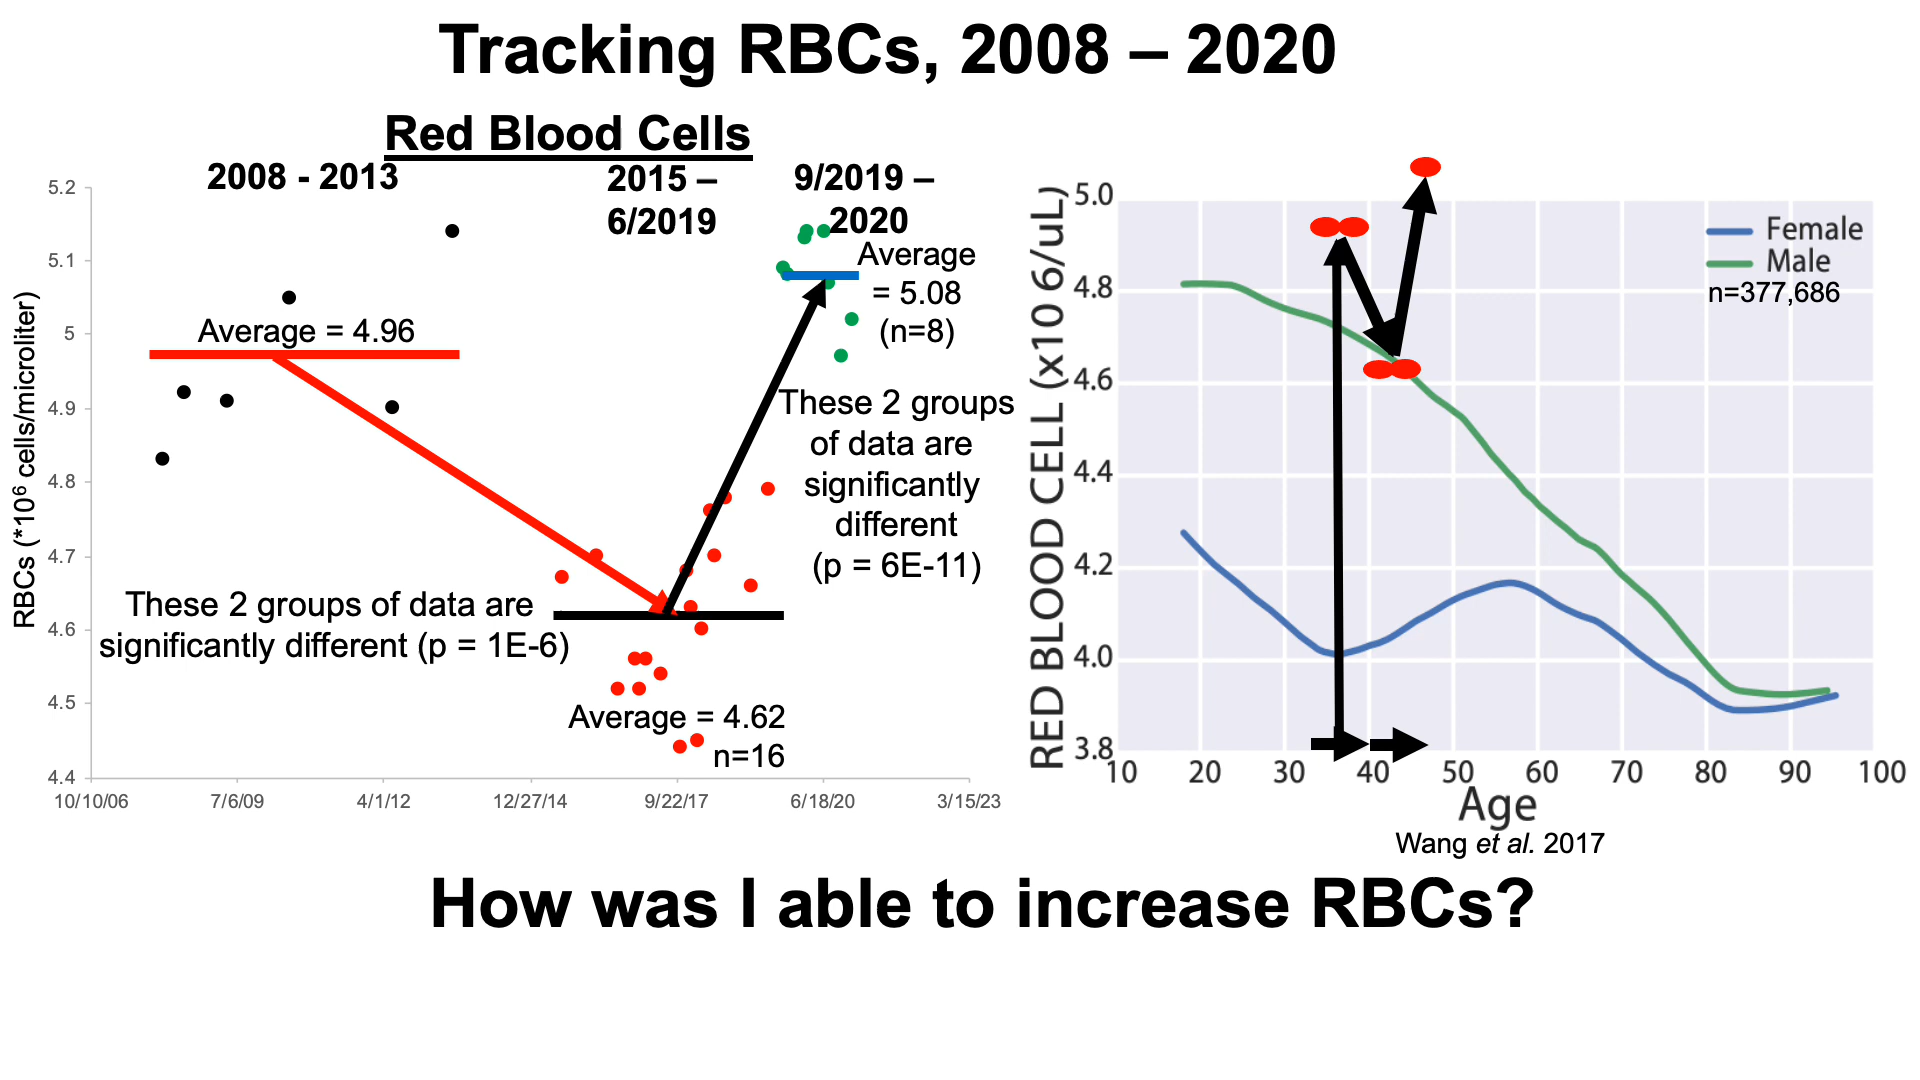 Tracking RBCs, 2008 – 2020
Red Blood Cells
2008 - 2013
2015 –
6/2019
9/2019 –
2020
RBCs (*10⁶ cells/microliter)
5.2
5.1
5
4.9
4.8
4.7
4.6
4.5
4.4
10/10/06
7/6/09
4/1/12
12/27/14
9/22/17
6/18/20
3/15/23
Average = 4.96
Average
= 5.08
(n=8)
These 2 groups
of data are
significantly
different
(p = 6E-11)
These 2 groups of data are
significantly different (p = 1E-6)
Average = 4.62
n=16
RED BLOOD CELL (x10 6/uL)
5.0
4.8
4.6
4.4
4.2
4.0
3.8
10
20
30
40
50
60
70
80
90
100
Age
Female
Male
n=377,686
Wang et al. 2017
How was I able to increase RBCs?